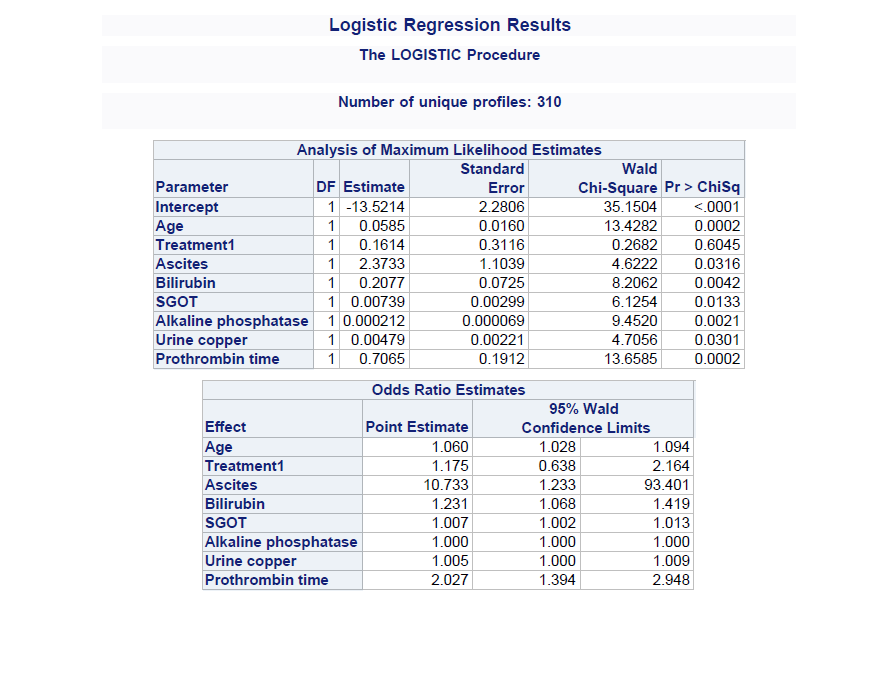 Logistic Regression Results
The LOGISTIC Procedure
Number of unique profiles: 310
Analysis of Maximum Likelihood Estimates
Standard Wald
Parameter DF Estimate Error Chi-Square Pr > ChiSq
Intercept 1 -13.5214 2.2806 35.1504 <.0001
Age 1 0.0585 0.0160 13.4282 0.0002
Treatment1 1 0.1614 0.3116 0.2682 0.6045
Ascites 1 2.3733 1.1039 4.6222 0.0316
Bilirubin 1 0.2077 0.0725 8.2062 0.0042
SGOT 1 0.00739 0.00299 6.1254 0.0133
Alkaline phosphatase 1 0.000212 0.000069 9.4520 0.0021
Urine copper 1 0.00479 0.00221 4.7056 0.0301
Prothrombin time 1 0.7065 0.1912 13.6585 0.0002
Odds Ratio Estimates
95% Wald
Effect Point Estimate Confidence Limits
Age 1.060 1.028 1.094
Treatment1 1.175 0.638 2.164
Ascites 10.733 1.233 93.401
Bilirubin 1.231 1.068 1.419
SGOT 1.007 1.002 1.013
Alkaline phosphatase 1.000 1.000 1.000
Urine copper 1.005 1.000 1.009
Prothrombin time 2.027 1.394 2.948